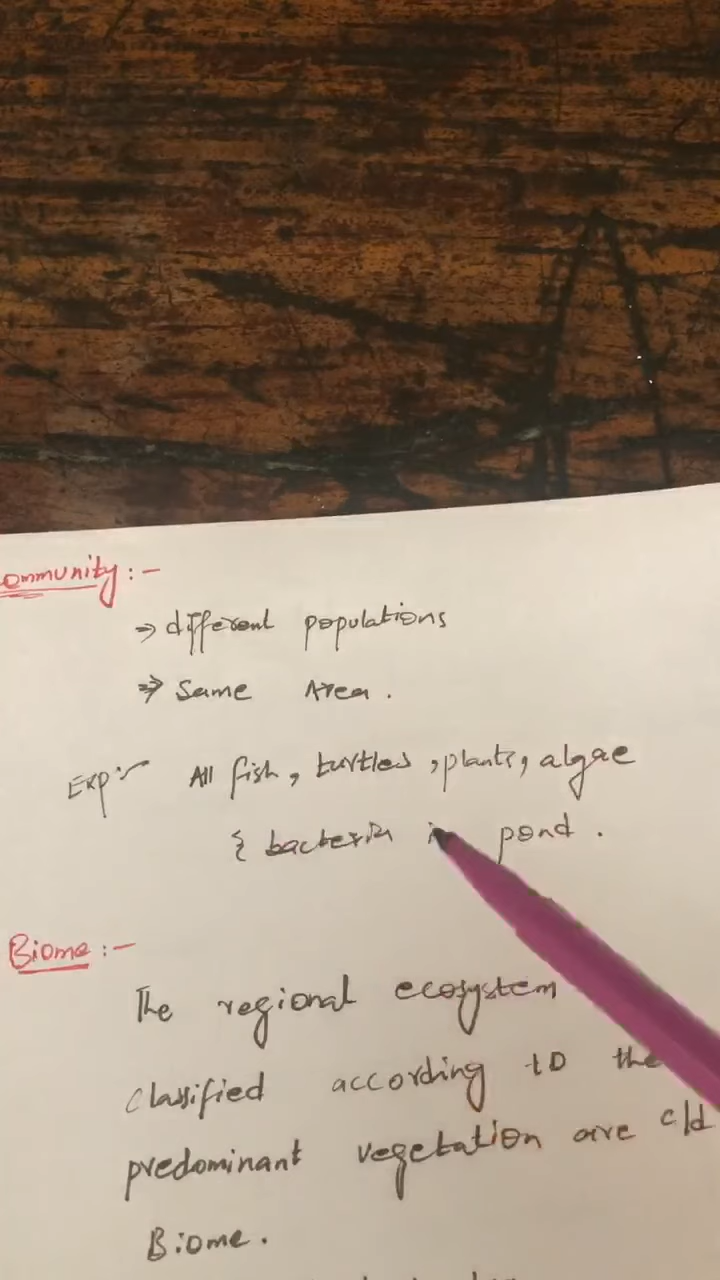 ommunity :-
⇒ different populations
⇒ Same Area .
Exp:- All fish, turtles, plants, algae
& bacteria pond .
Biome :-
The regional ecosystem
classified according to the
predominant vegetation are c/d
Biome .